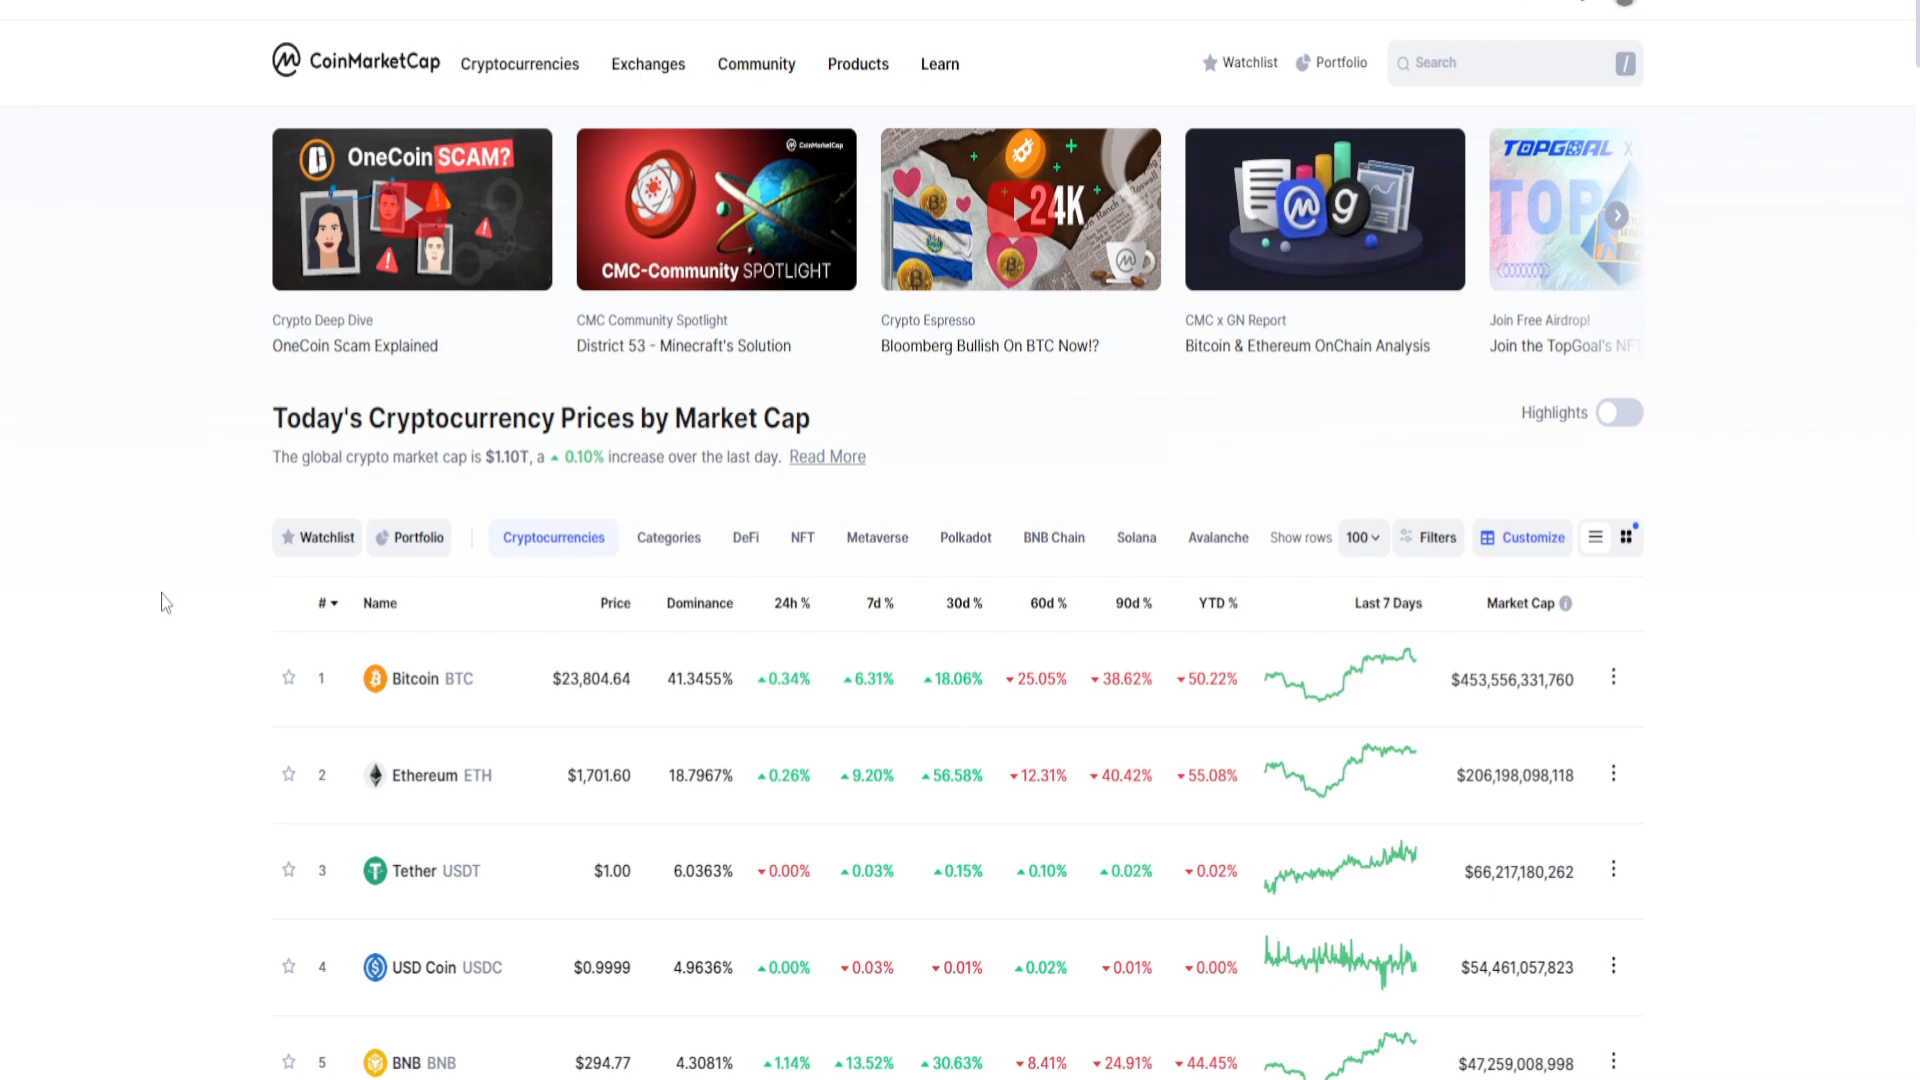 CoinMarketCap Cryptocurrencies Exchanges Community Products Learn Watchlist Portfolio Search /
OneCoin SCAM?
CoinMarketCap
CMC-Community SPOTLIGHT
24K
TOPGOAL X
TOP
Crypto Deep Dive
OneCoin Scam Explained
CMC Community Spotlight
District 53 - Minecraft's Solution
Crypto Espresso
Bloomberg Bullish On BTC Now!?
CMC x GN Report
Bitcoin & Ethereum OnChain Analysis
Join Free Airdrop!
Join the TopGoal's NFT
Today's Cryptocurrency Prices by Market Cap
Highlights
The global crypto market cap is $1.10T, a 0.10% increase over the last day. Read More
Watchlist Portfolio Cryptocurrencies Categories DeFi NFT Metaverse Polkadot BNB Chain Solana Avalanche Show rows 100 Filters Customize
# Name Price Dominance 24h % 7d % 30d % 60d % 90d % YTD % Last 7 Days Market Cap
1 Bitcoin BTC $23,804.64 41.3455% 0.34% 6.31% 18.06% 25.05% 38.62% 50.22% $453,556,331,760
2 Ethereum ETH $1,701.60 18.7967% 0.26% 9.20% 56.58% 12.31% 40.42% 55.08% $206,198,098,118
3 Tether USDT $1.00 6.0363% 0.00% 0.03% 0.15% 0.10% 0.02% 0.02% $66,217,180,262
4 USD Coin USDC $0.9999 4.9636% 0.00% 0.03% 0.01% 0.02% 0.01% 0.00% $54,461,057,823
5 BNB BNB $294.77 4.3081% 1.14% 13.52% 30.63% 8.41% 24.91% 44.45% $47,259,008,998